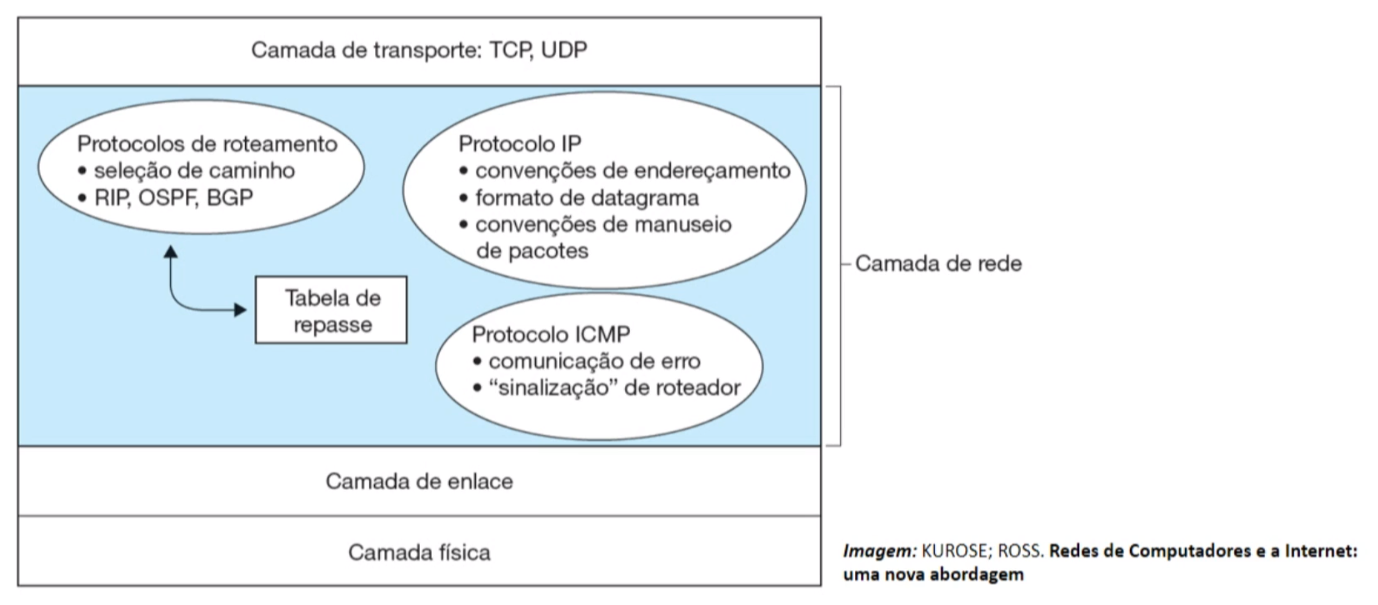 Camada de transporte: TCP, UDP
Protocolos de roteamento
• seleção de caminho
• RIP, OSPF, BGP
Protocolo IP
• convenções de endereçamento
• formato de datagrama
• convenções de manuseio
de pacotes
Tabela de
repasse
Protocolo ICMP
• comunicação de erro
• “sinalização” de roteador
Camada de rede
Camada de enlace
Camada física
Imagem: KUROSE; ROSS. Redes de Computadores e a Internet:
uma nova abordagem